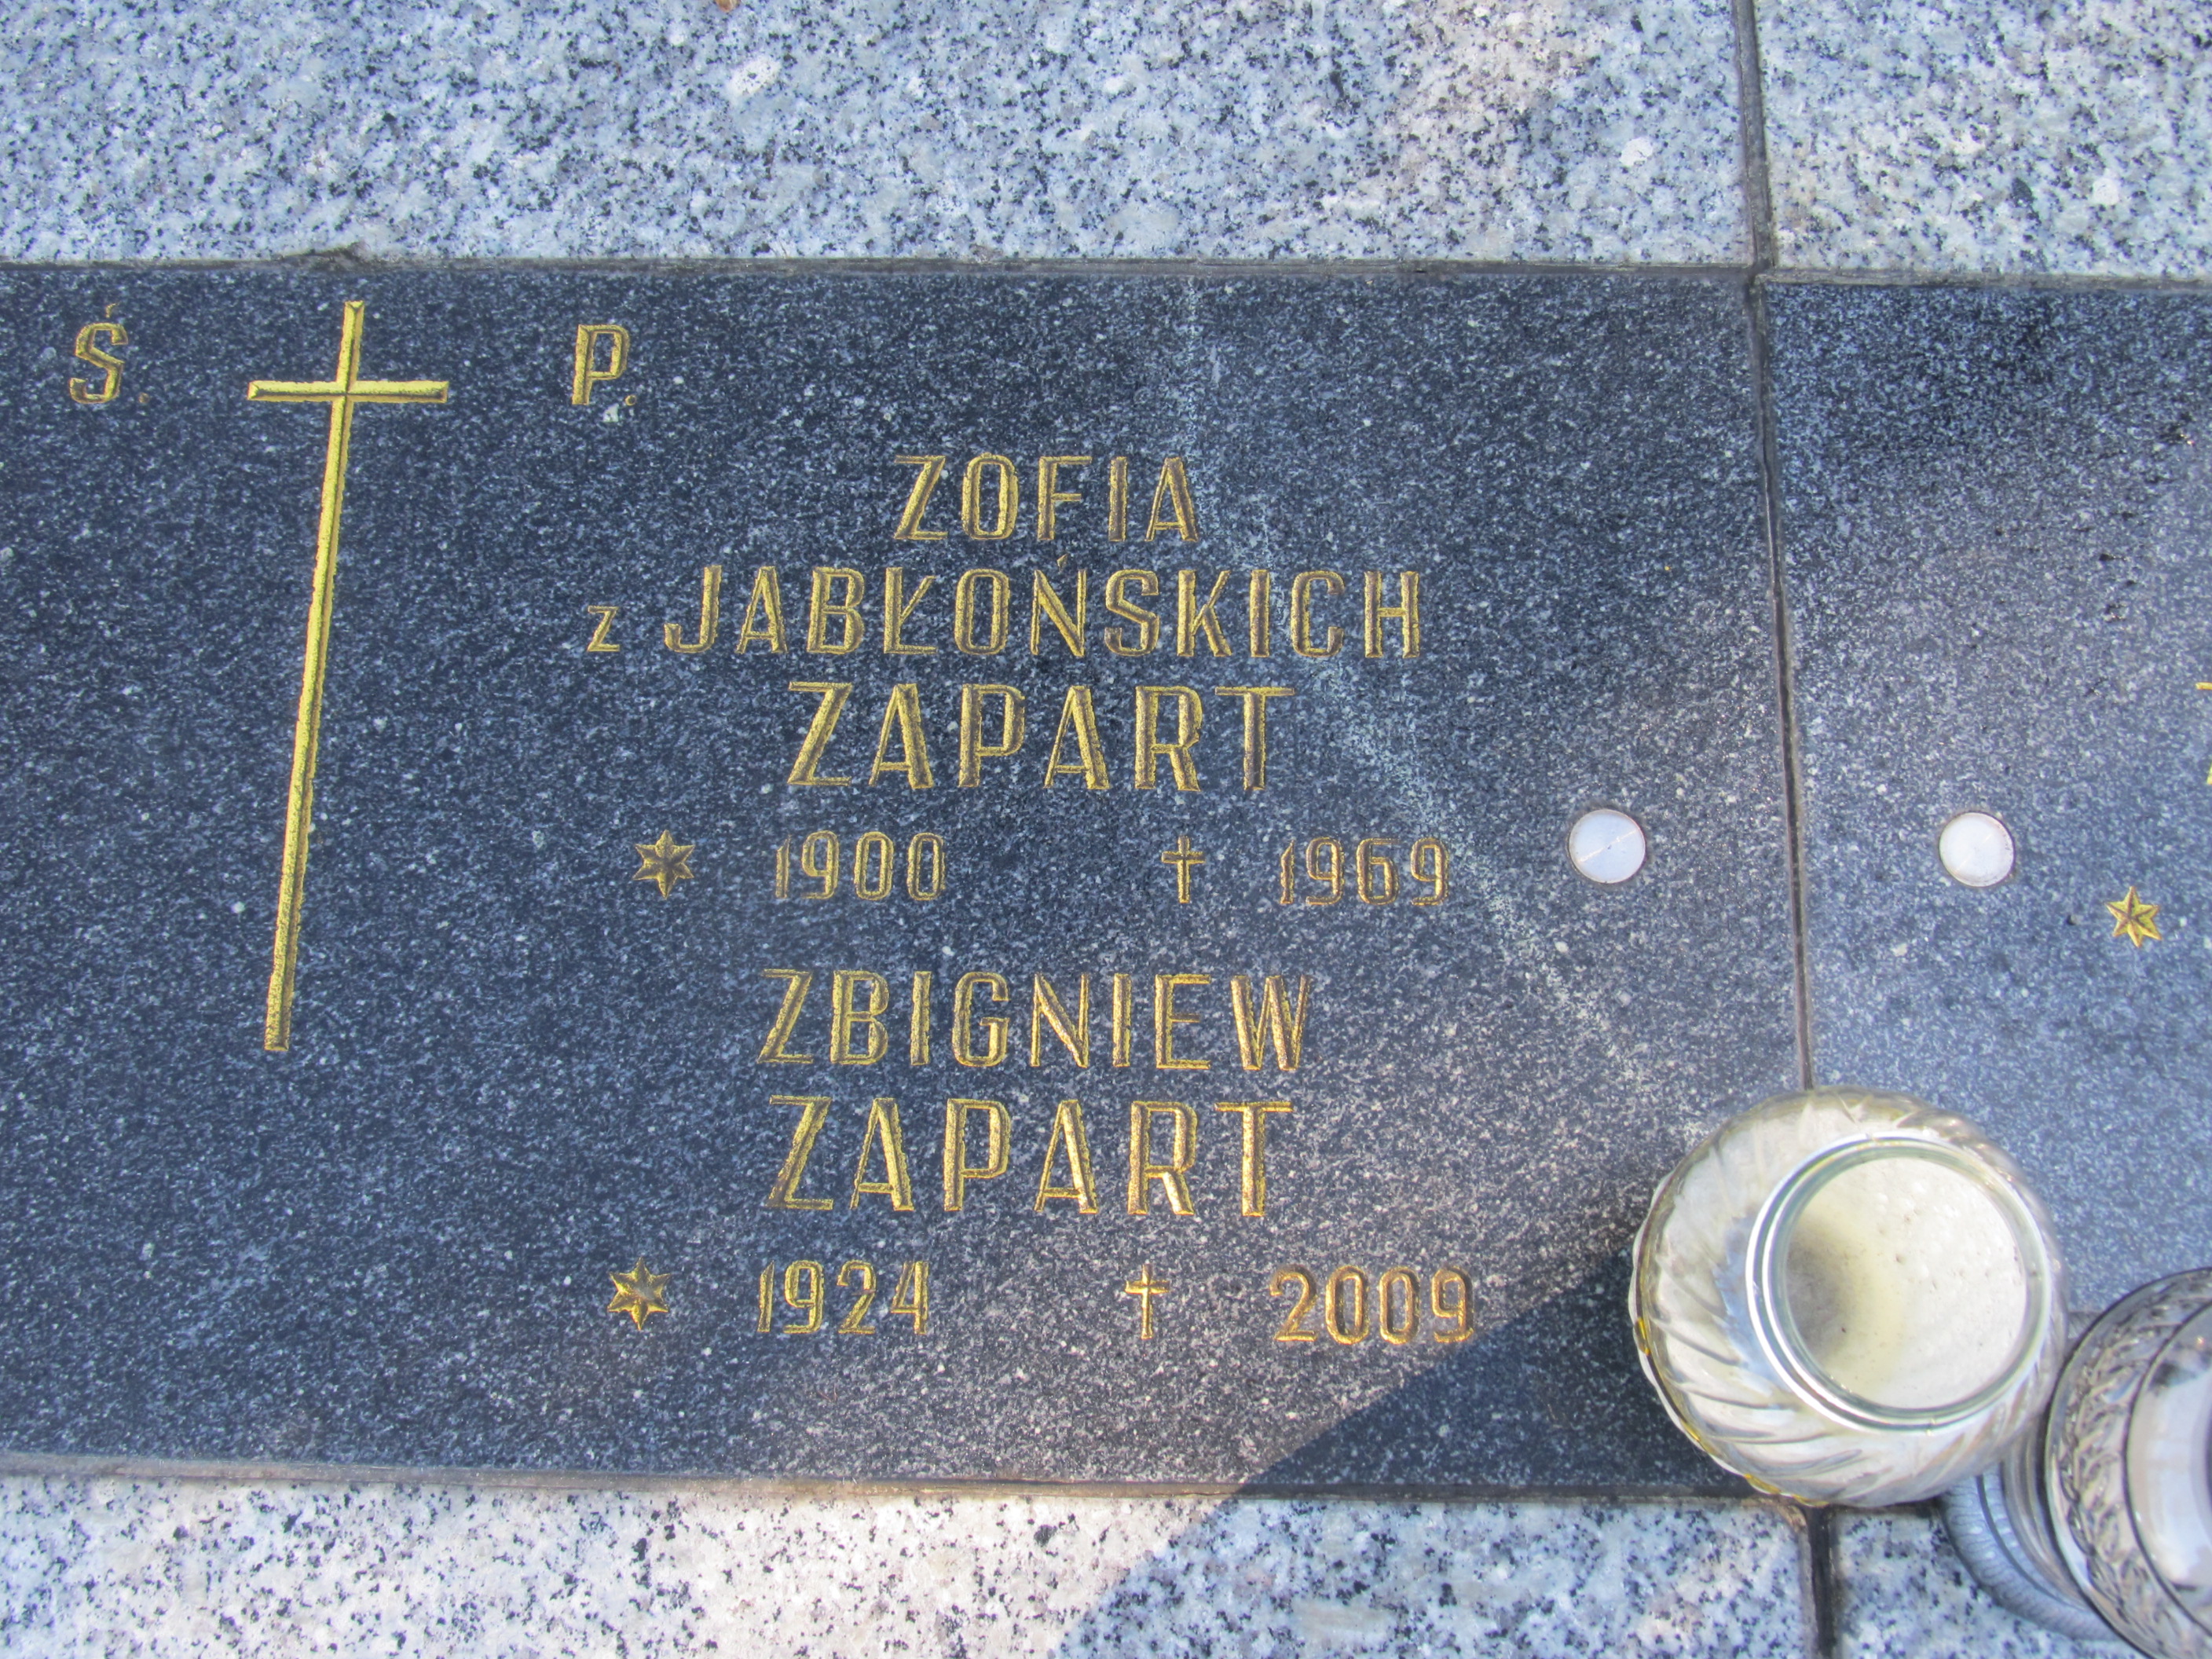 Ś. P.
ZOFIA
z JABŁOŃSKICH
ZAPART
1900 1969
ZBIGNIEW
ZAPART
1924 2009